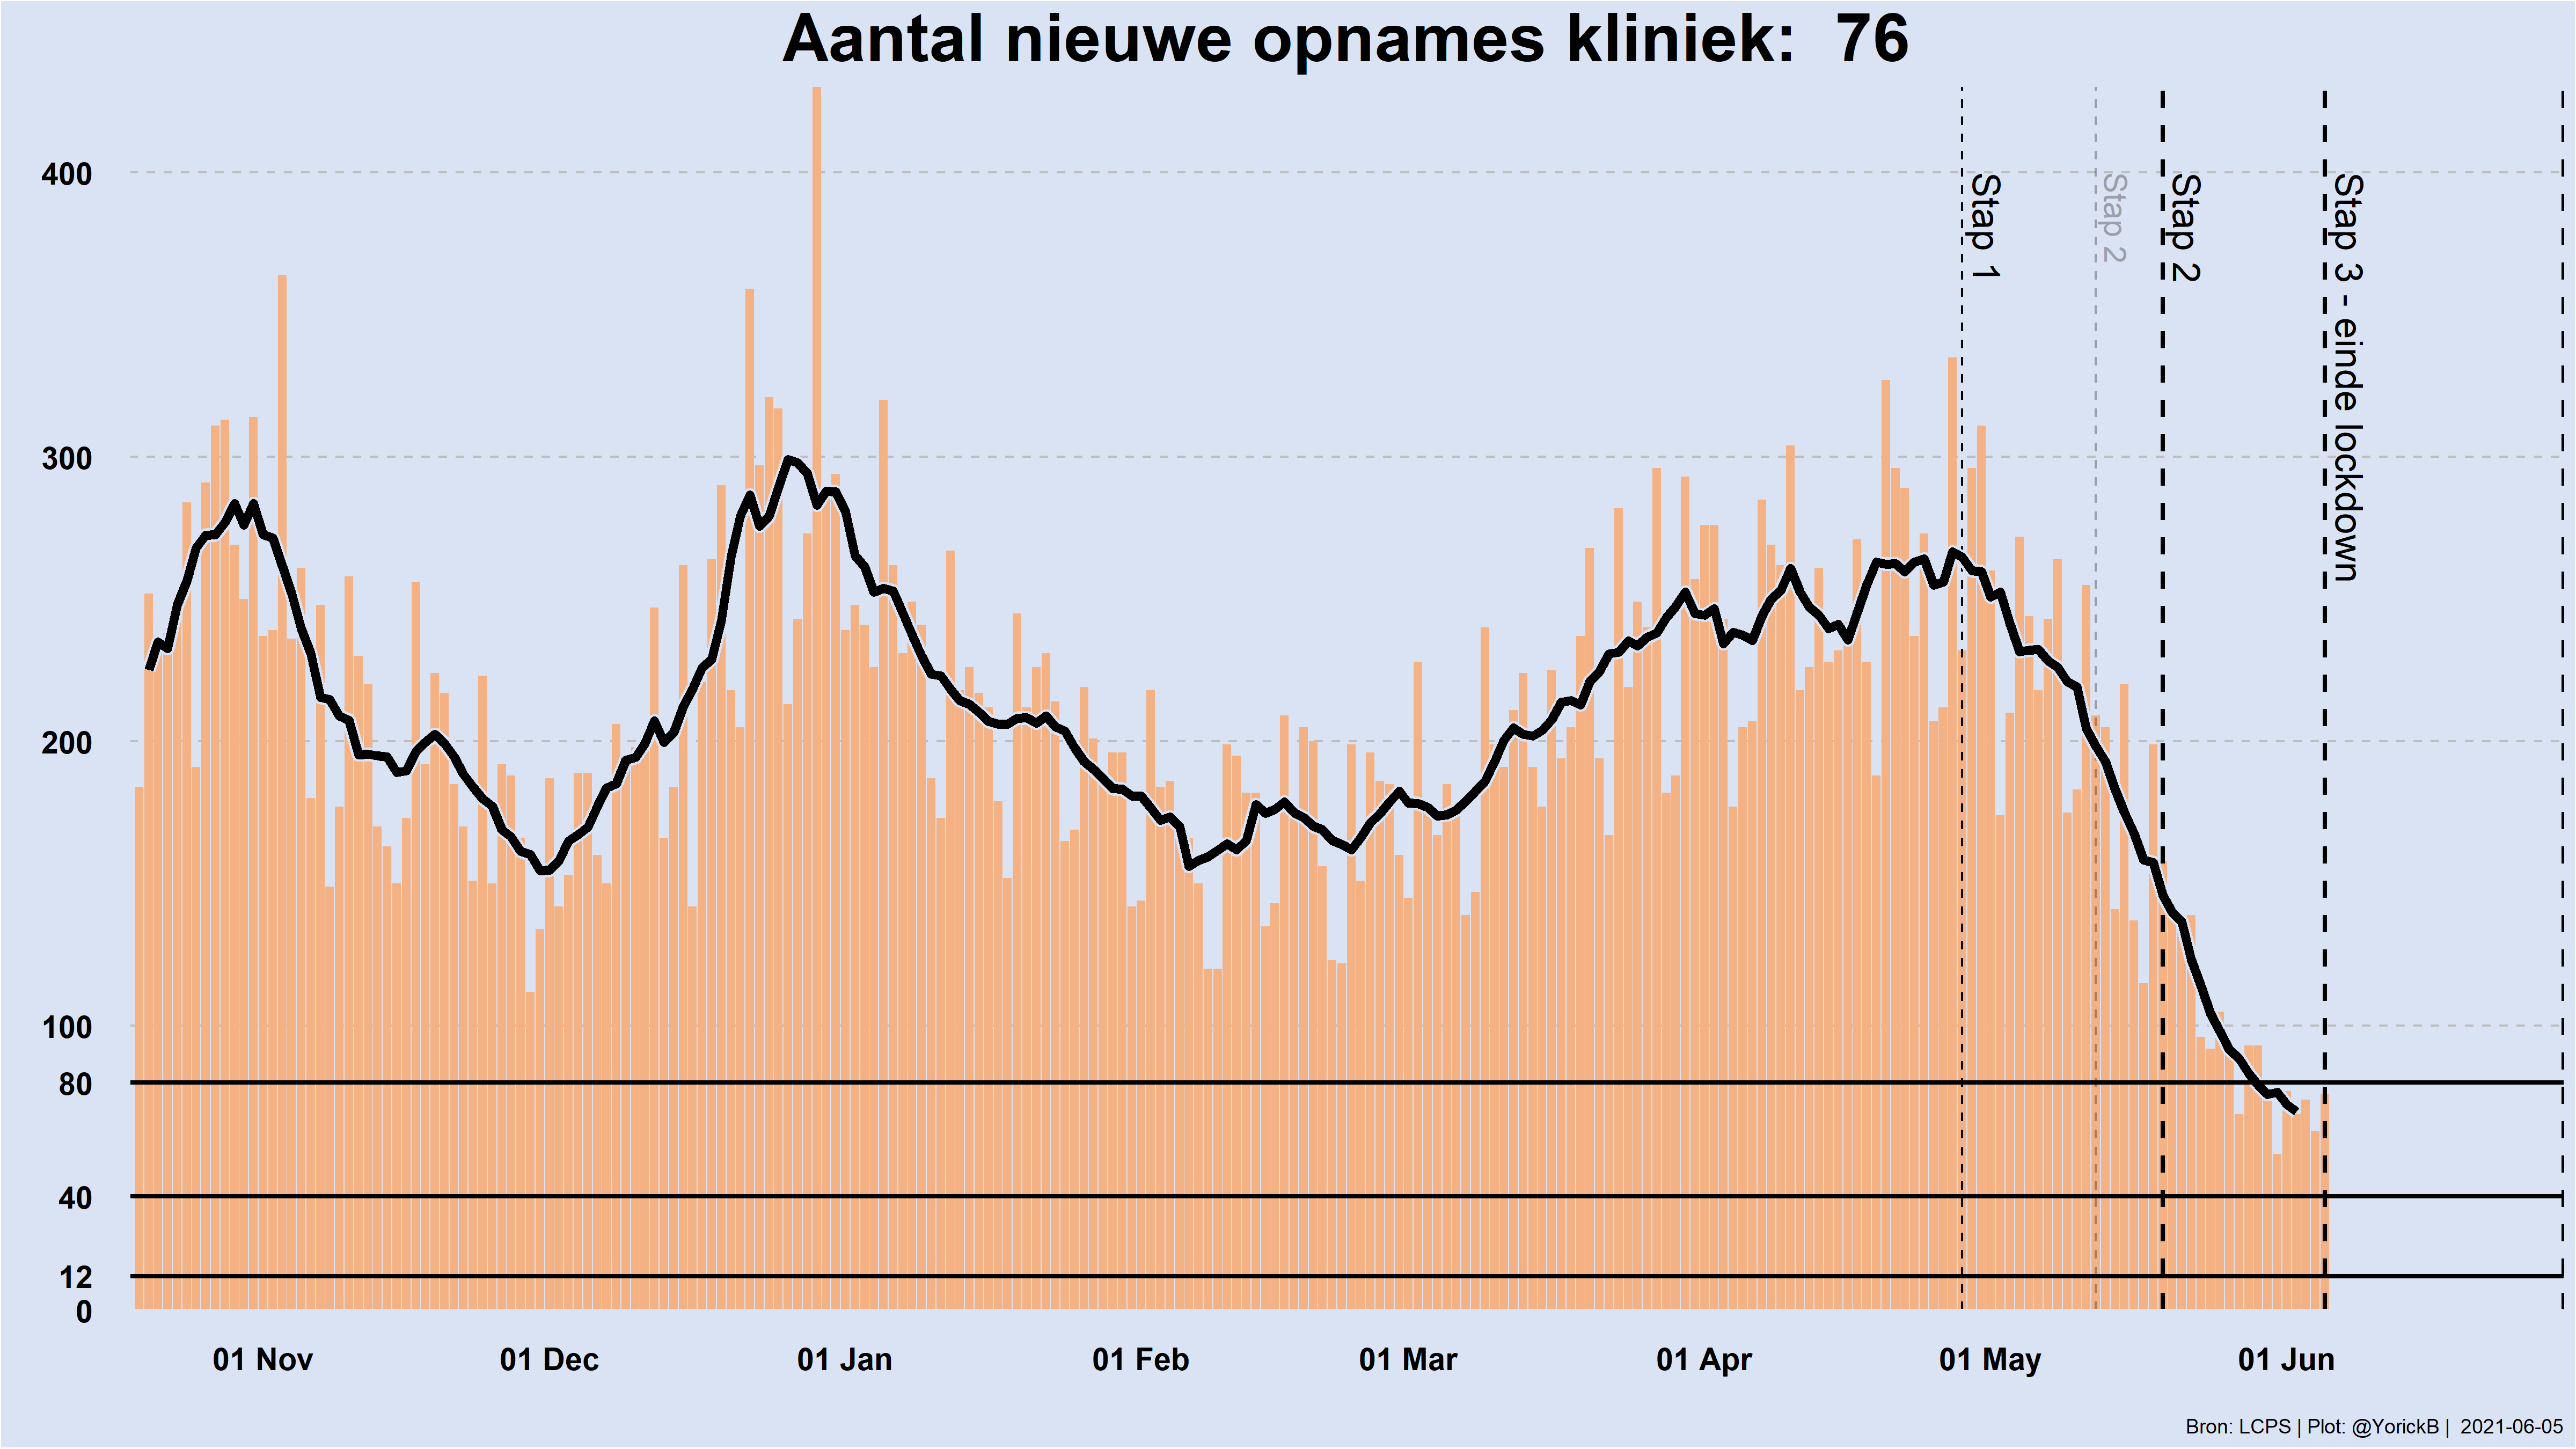 Aantal nieuwe opnames kliniek:  76
400
300
200
100
80
40
12
0
Stap 1
Stap 2
Stap 2
Stap 3 - einde lockdown
01 Nov
01 Dec
01 Jan
01 Feb
01 Mar
01 Apr
01 May
01 Jun
Bron: LCPS | Plot: @YorickB |  2021-06-05